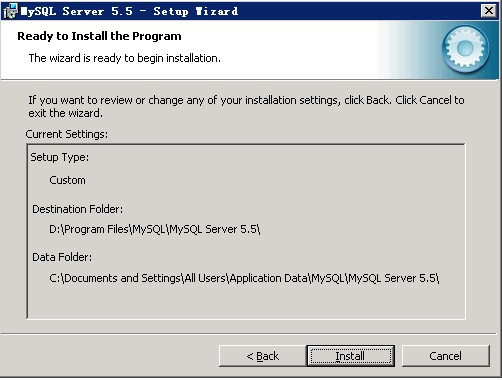 MySQL Server 5.5 - Setup Wizard
Ready to Install the Program
The wizard is ready to begin installation.
If you want to review or change any of your installation settings, click Back. Click Cancel to
exit the wizard.
Current Settings:
Setup Type:
Custom
Destination Folder:
D:\Program Files\MySQL\MySQL Server 5.5\
Data Folder:
C:\Documents and Settings\All Users\Application Data\MySQL\MySQL Server 5.5\
< Back
Install
Cancel